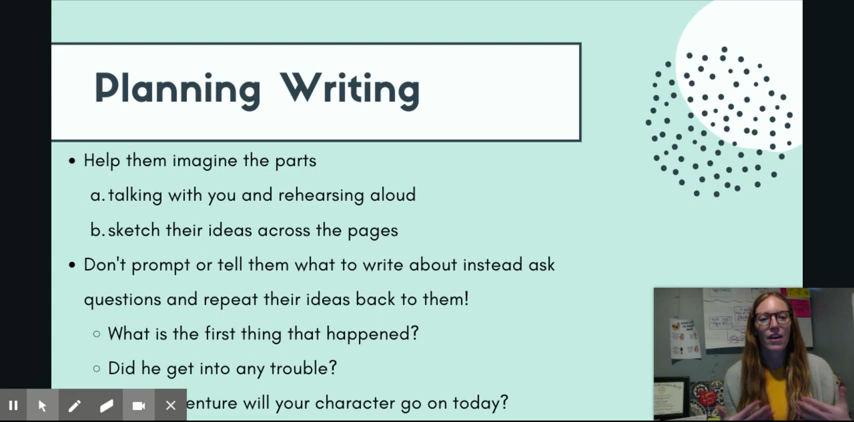 Planning Writing
• Help them imagine the parts
a. talking with you and rehearsing aloud
b. sketch their ideas across the pages
• Don't prompt or tell them what to write about instead ask
questions and repeat their ideas back to them!
○ What is the first thing that happened?
○ Did he get into any trouble?
enture will your character go on today?